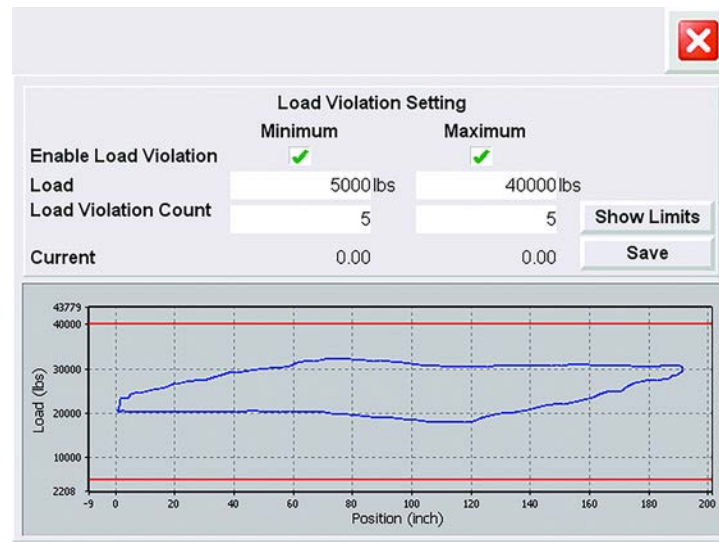 Load Violation Setting
Minimum Maximum
Enable Load Violation
Load 5000 lbs 40000 lbs
Load Violation Count 5 5 Show Limits
Current 0.00 0.00 Save
43779
40000
30000
20000
10000
2208
Load (lbs)
-9 0 20 40 60 80 100 120 140 160 180 200
Position (inch)